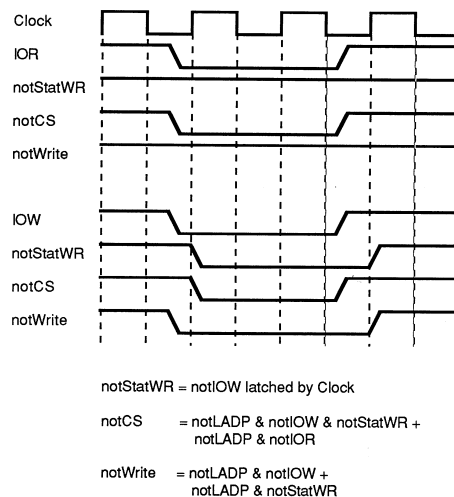 Clock
IOR
notStatWR
notCS
notWrite
IOW
notStatWR
notCS
notWrite
notStatWR = notIOW latched by Clock
notCS = notLADP & notIOW & notStatWR +
notLADP & notIOR
notWrite = notLADP & notIOW +
notLADP & notStatWR